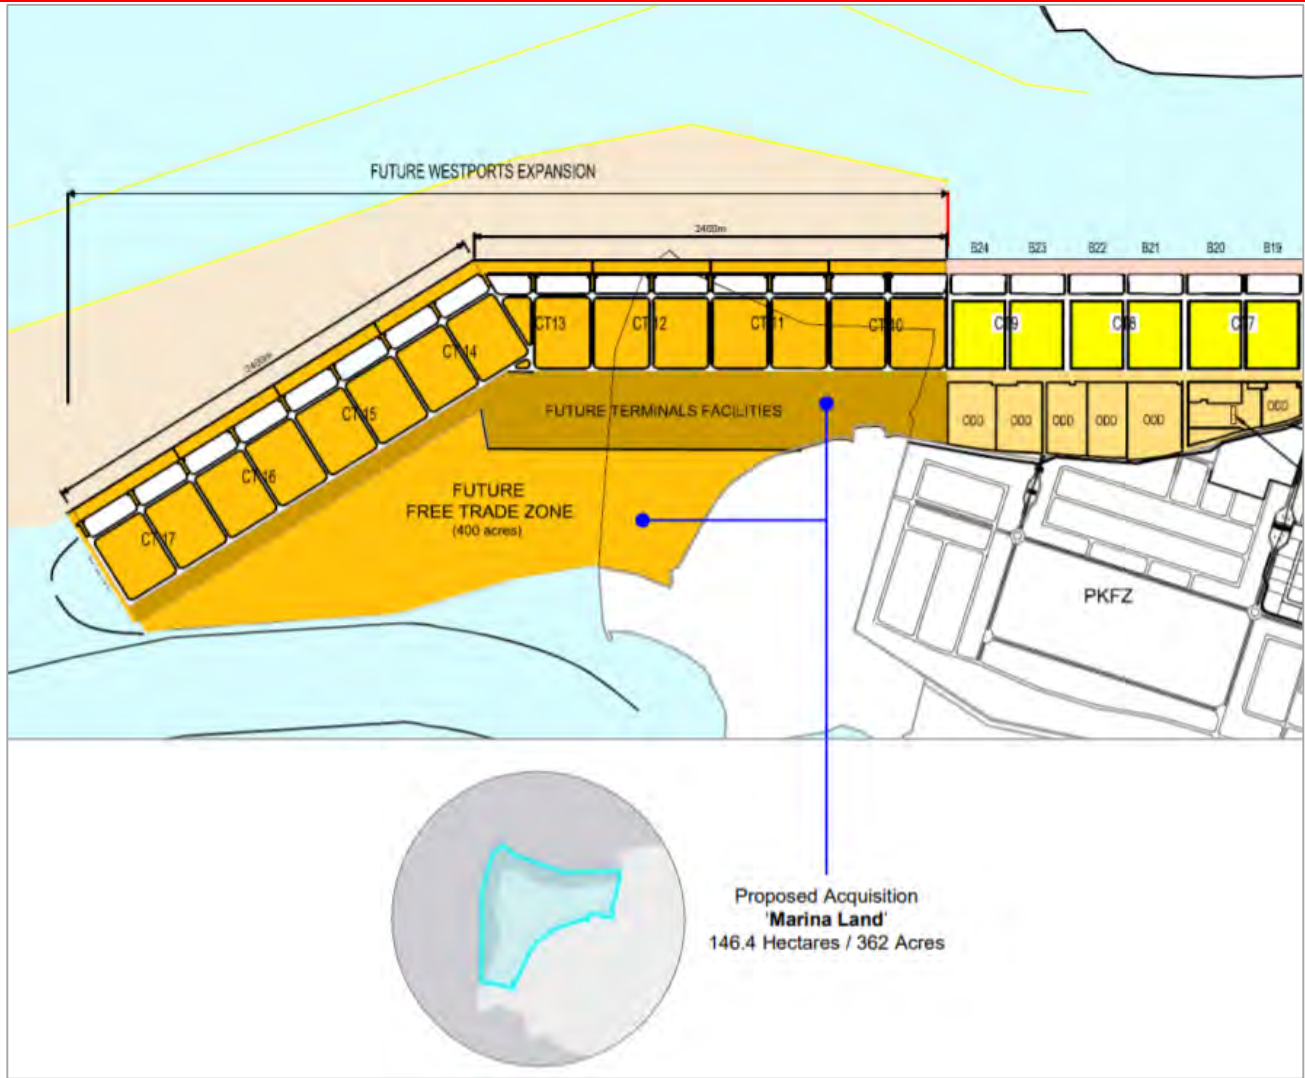 FUTURE WESTPORTS EXPANSION
2400m
B24 B23 B22 B21 B20 B19
CT13 CT12 CT11 CT10 CT9 CT8 CT7
2400m
CT14
CT15
CT16
CT17
FUTURE TERMINALS FACILITIES
ODD ODD ODD ODD ODD ODD
FUTURE
FREE TRADE ZONE
(400 acres)
PKFZ
Proposed Acquisition
'Marina Land'
146.4 Hectares / 362 Acres